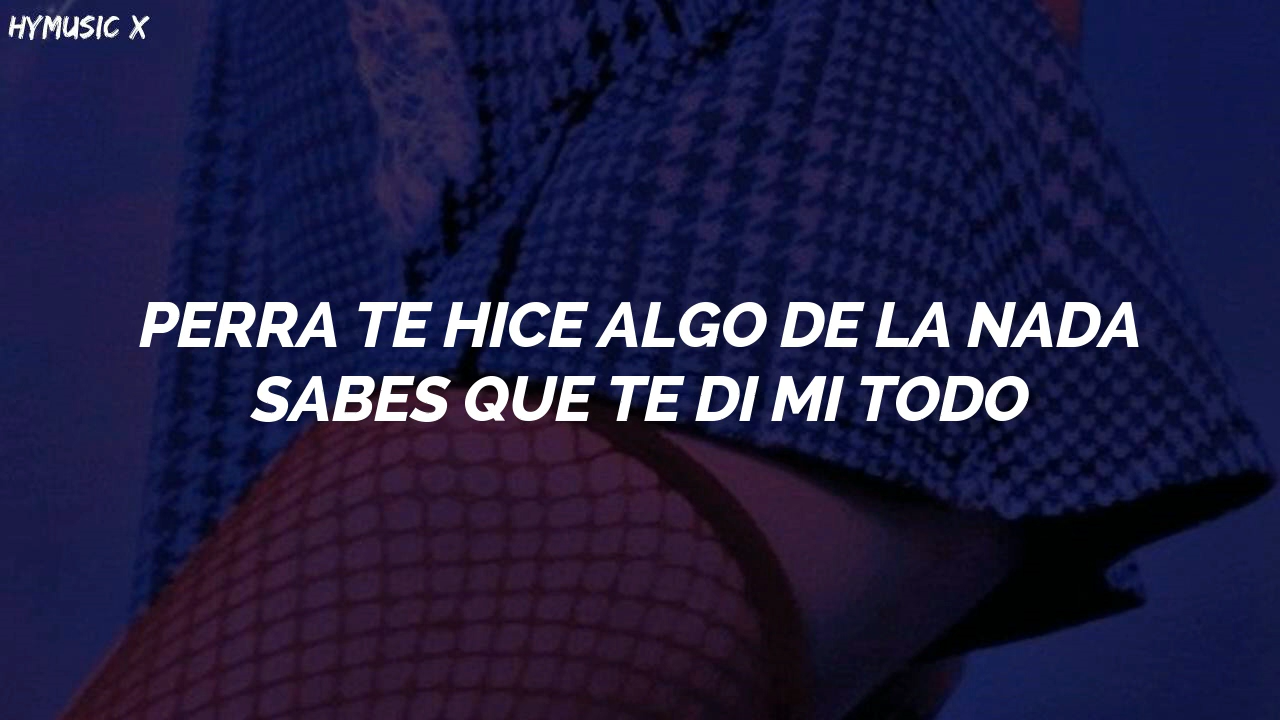 HYMUSIC X
PERRA TE HICE ALGO DE LA NADA
SABES QUE TE DI MI TODO